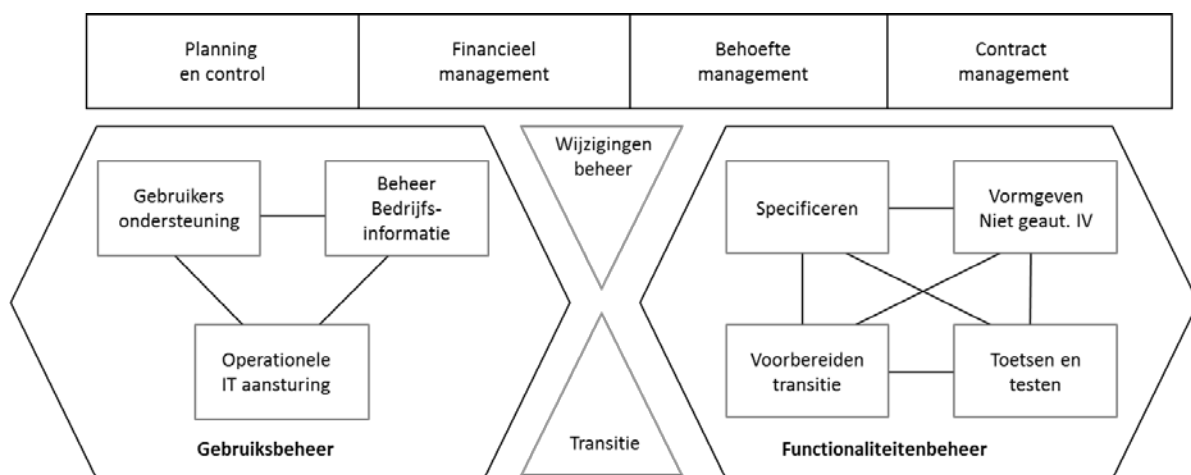 Planning
en control
Financieel
management
Behoefte
management
Contract
management
Gebruikers
ondersteuning
Beheer
Bedrijfs-
informatie
Operationele
IT aansturing
Gebruiksbeheer
Wijzigingen
beheer
Transitie
Specificeren
Vormgeven
Niet geaut. IV
Voorbereiden
transitie
Toetsen en
testen
Functionaliteitenbeheer